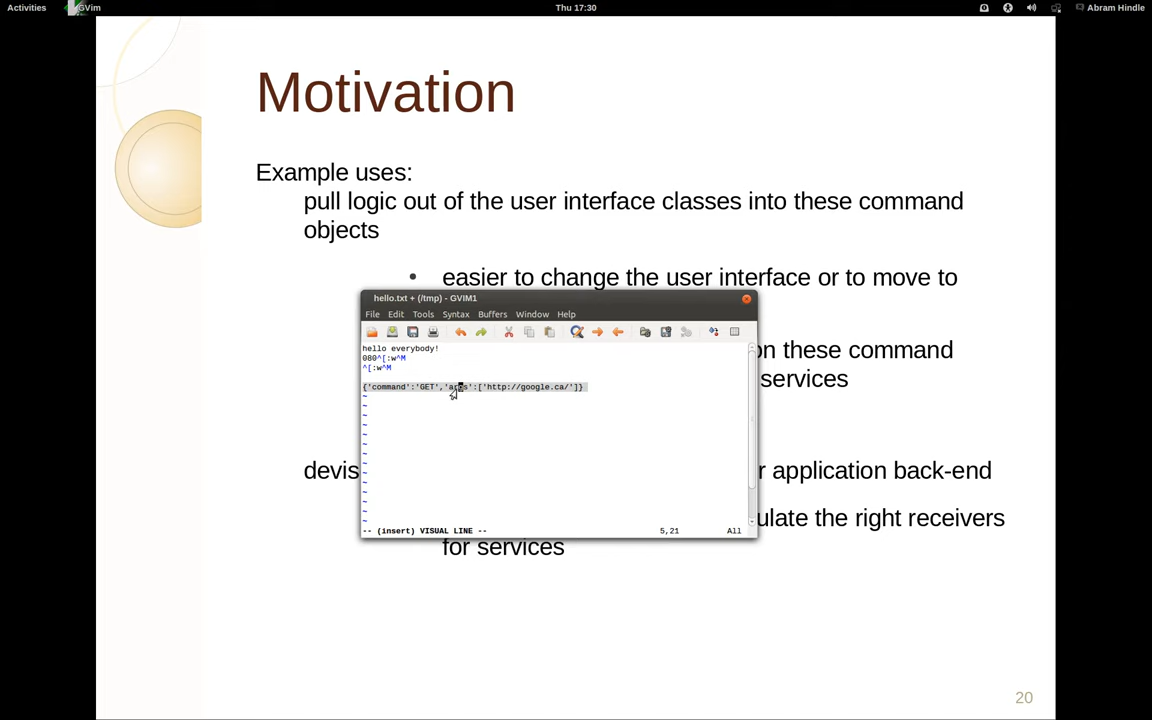 Activities
GVim
Thu 17:30
Abram Hindle
Motivation
Example uses:
pull logic out of the user interface classes into these command
objects
• easier to change the user interface or to move to
on these command
services
devis
r application back-end
ulate the right receivers
for services
hello.txt + (/tmp) - GVIM1
File Edit Tools Syntax Buffers Window Help
hello everybody!
080^[:w^M
^[:w^M
{'command':'GET','args':['http://google.ca/']}
~
~
~
~
~
~
~
~
~
~
~
~
~
~
-- (insert) VISUAL LINE -- 5,21 All
20